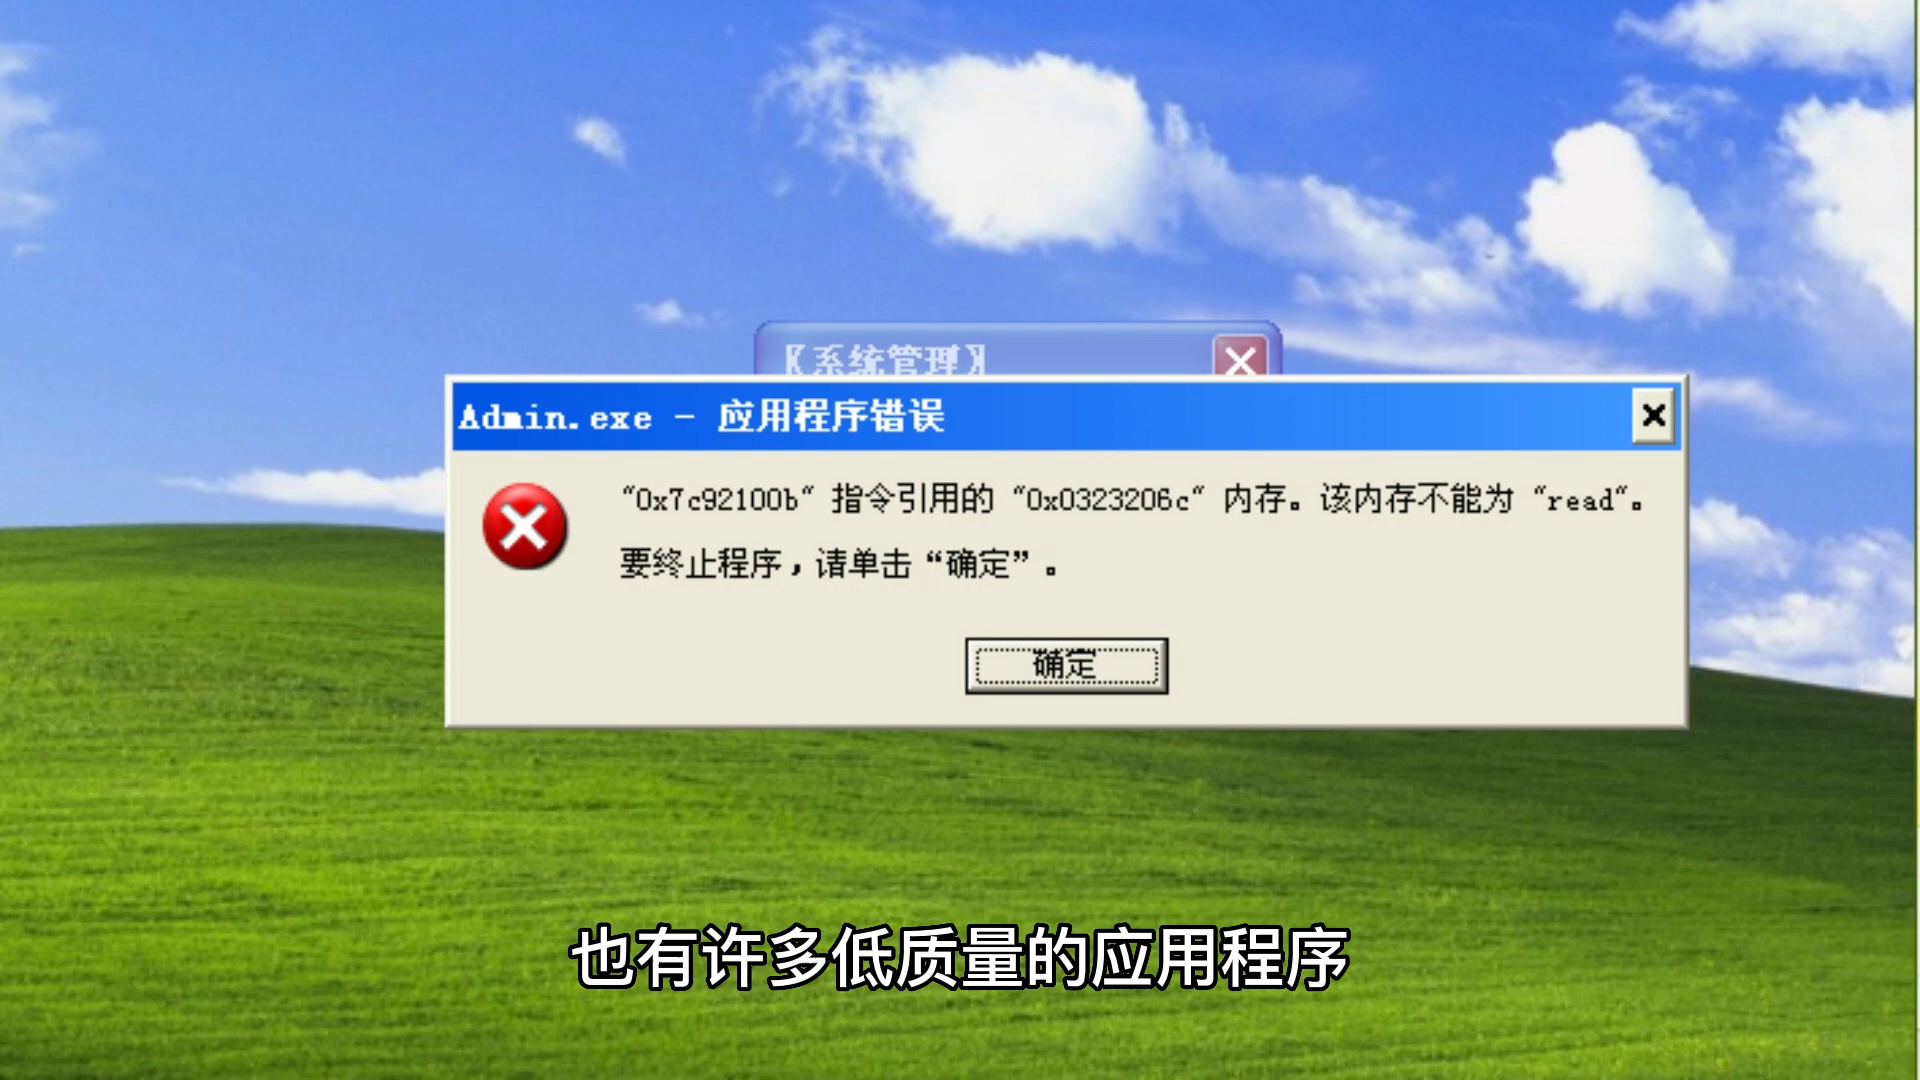 〖系统管理〗
Admin.exe - 应用程序错误
“0x7c92100b” 指令引用的 “0x0323206c” 内存。该内存不能为 “read”。
要终止程序，请单击“确定”。
确定
也有许多低质量的应用程序